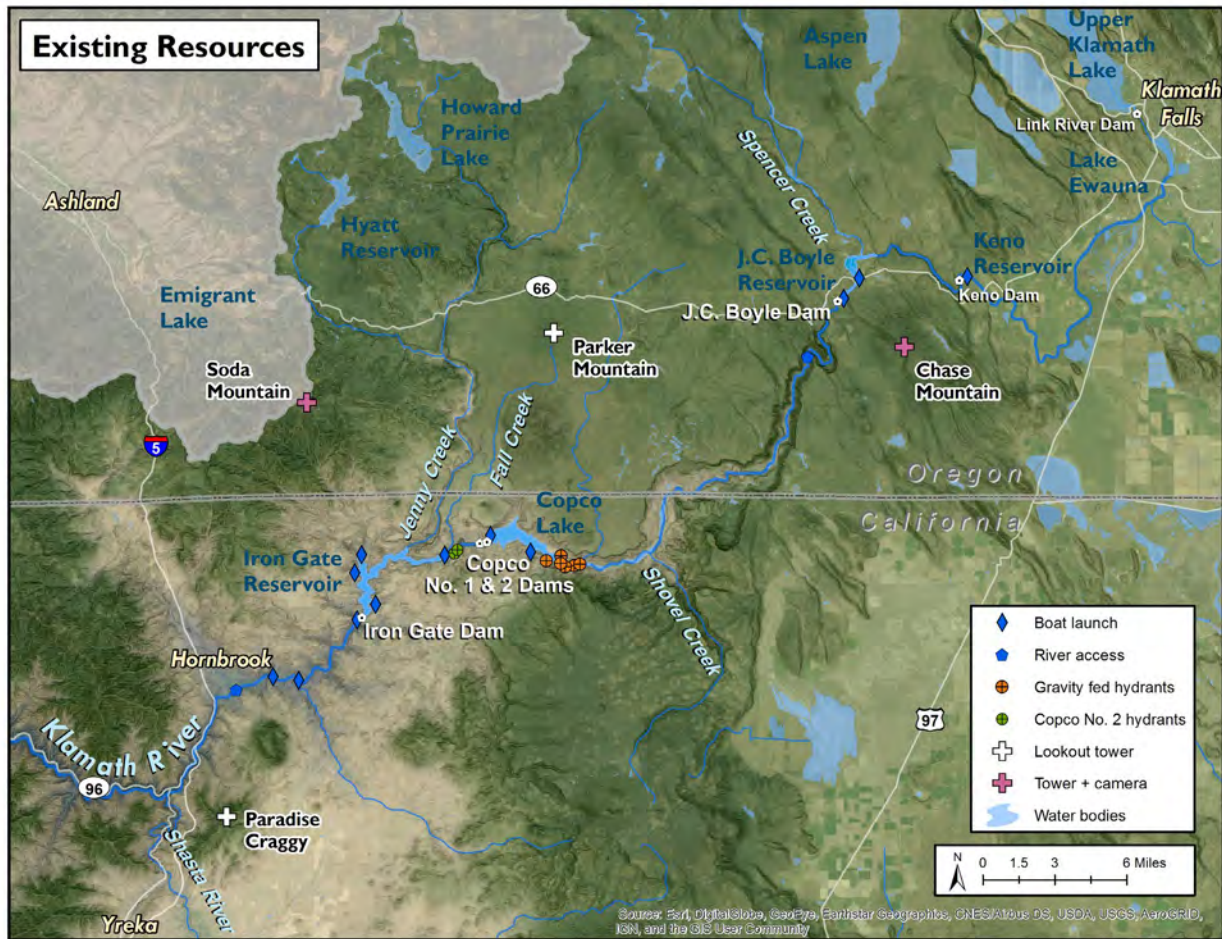 Existing Resources
Aspen
Lake
Upper
Klamath
Lake
Klamath
Falls
Link River Dam
Howard
Prairie
Lake
Spencer Creek
Lake
Ewauna
Ashland
Hyatt
Reservoir
J.C. Boyle
Reservoir
Keno
Reservoir
Emigrant
Lake
66
J.C. Boyle Dam
Keno Dam
Soda
Mountain
Parker
Mountain
Chase
Mountain
5
Jenny Creek
Fall Creek
Oregon
California
Copco
Lake
Iron Gate
Reservoir
Copco
No. 1 & 2 Dams
Shovel Creek
Iron Gate Dam
Hornbrook
Klamath River
96
97
Paradise
Craggy
Shasta River
Yreka
Boat launch
River access
Gravity fed hydrants
Copco No. 2 hydrants
Lookout tower
Tower + camera
Water bodies
N
0 1.5 3 6 Miles
Source: Esri, DigitalGlobe, GeoEye, Earthstar Geographics, CNES/Airbus DS, USDA, USGS, AeroGRID,
IGN, and the GIS User Community